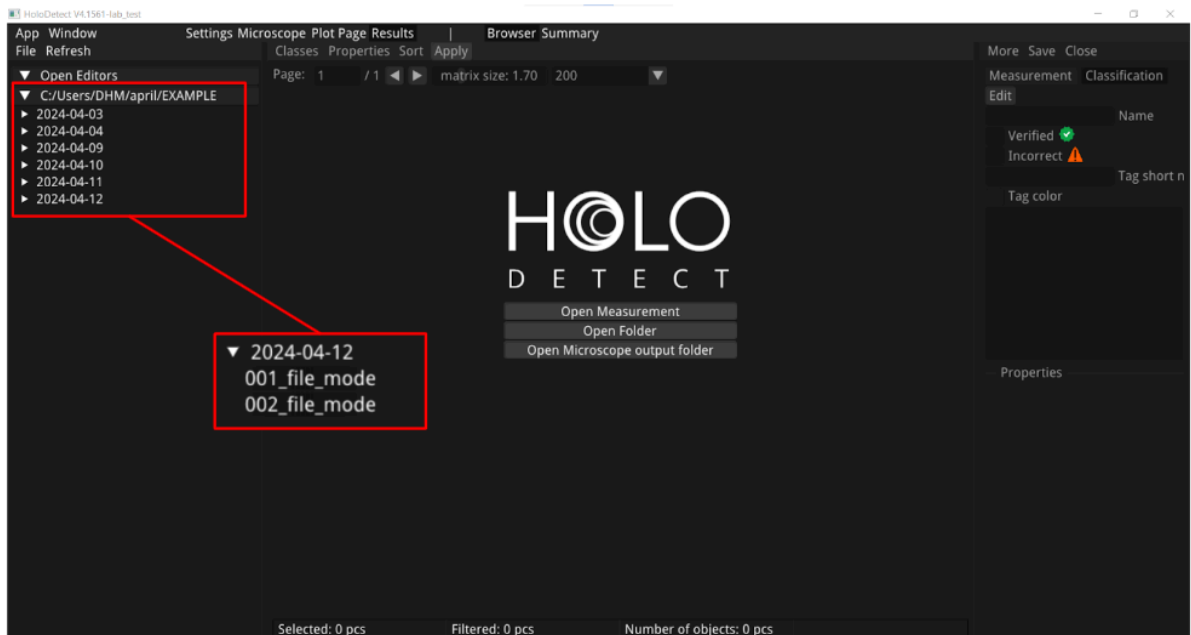 HoloDetect V4.1561-lab_test
App Window Settings Microscope Plot Page Results | Browser Summary
File Refresh Classes Properties Sort Apply More Save Close
Open Editors Page: 1 /1 matrix size: 1.70 200 Measurement Classification
C:/Users/DHM/april/EXAMPLE Edit
2024-04-03 Name
2024-04-04 Verified
2024-04-09 Incorrect
2024-04-10
2024-04-11 Tag short n
2024-04-12 Tag color
HOLO
DETECT
Open Measurement
Open Folder
Open Microscope output folder
2024-04-12
001_file_mode
002_file_mode
Properties
Selected: 0 pcs Filtered: 0 pcs Number of objects: 0 pcs